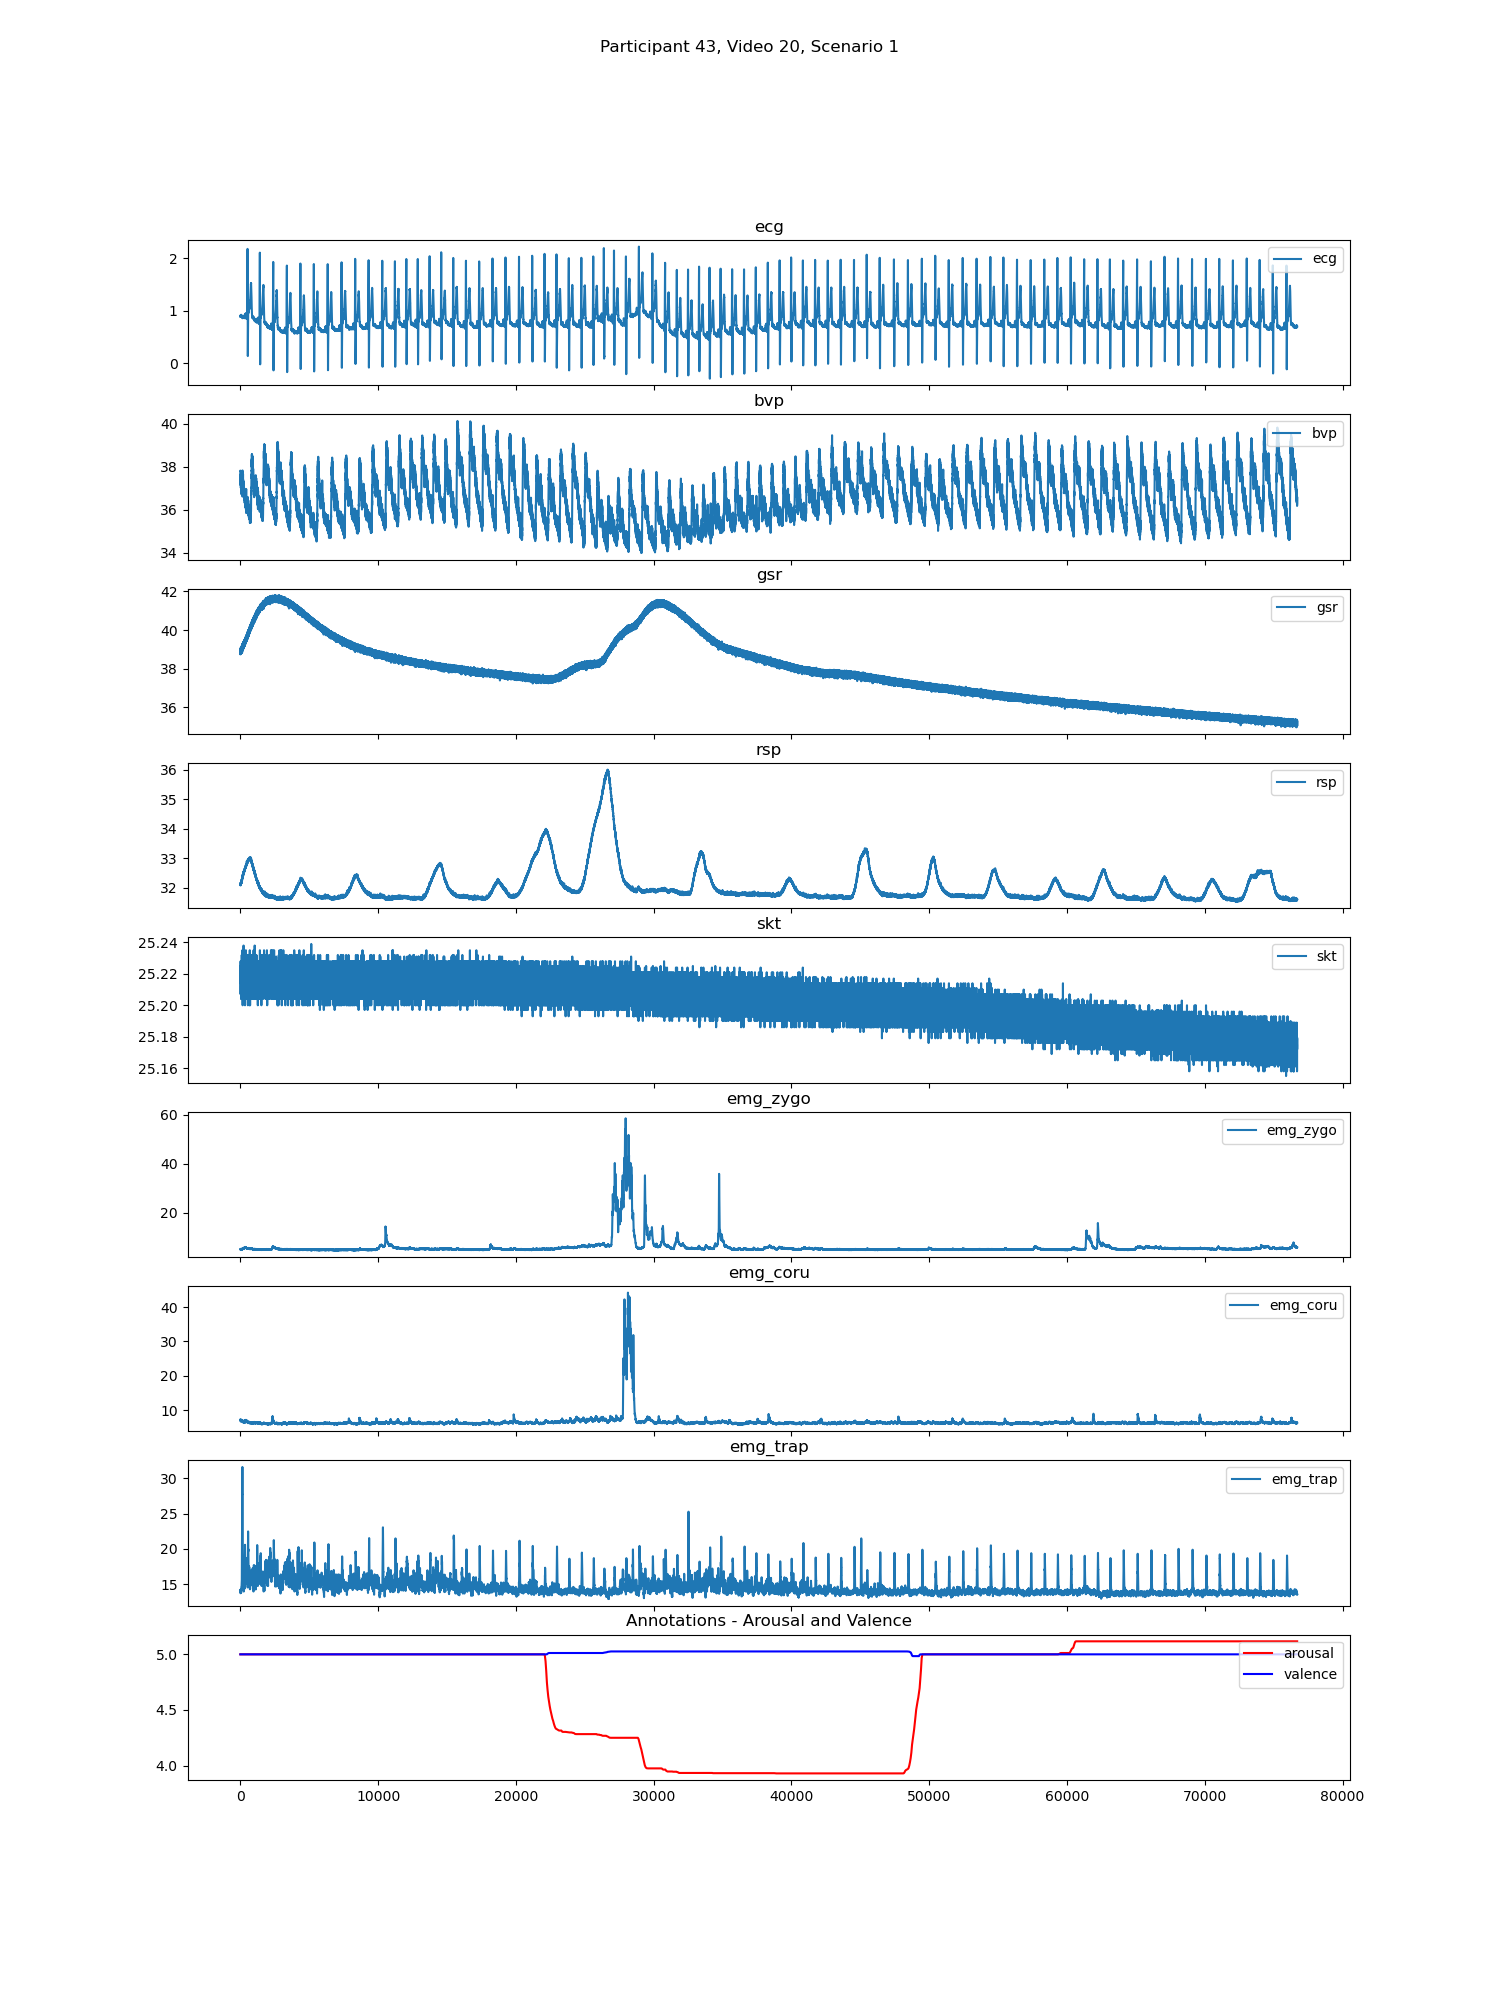 Participant 43, Video 20, Scenario 1
ecg
2
1
0
ecg
bvp
40
38
36
34
bvp
gsr
42
40
38
36
gsr
rsp
36
35
34
33
32
rsp
skt
25.24
25.22
25.20
25.18
25.16
skt
emg_zygo
60
40
20
emg_zygo
emg_coru
40
30
20
10
emg_coru
emg_trap
30
25
20
15
emg_trap
Annotations - Arousal and Valence
5.0
4.5
4.0
arousal
valence
0 10000 20000 30000 40000 50000 60000 70000 80000